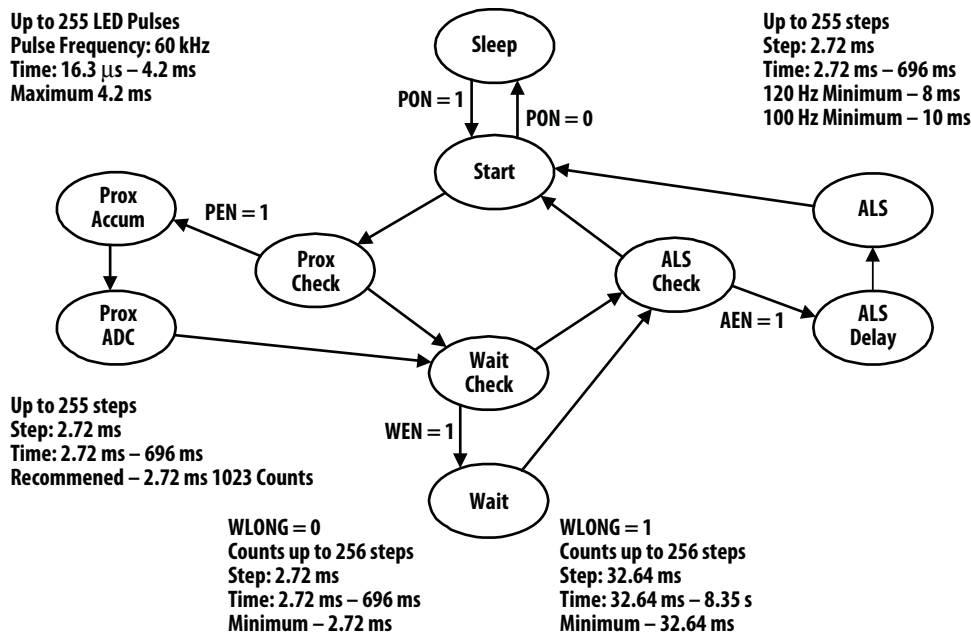 Up to 255 LED Pulses
Pulse Frequency: 60 kHz
Time: 16.3 μs – 4.2 ms
Maximum 4.2 ms
Up to 255 steps
Step: 2.72 ms
Time: 2.72 ms – 696 ms
120 Hz Minimum – 8 ms
100 Hz Minimum – 10 ms
Sleep
PON = 1
PON = 0
Start
Prox
Accum
PEN = 1
Prox
Check
ALS
Check
ALS
Prox
ADC
AEN = 1
ALS
Delay
Wait
Check
Up to 255 steps
Step: 2.72 ms
Time: 2.72 ms – 696 ms
Recommened – 2.72 ms 1023 Counts
WEN = 1
Wait
WLONG = 0
Counts up to 256 steps
Step: 2.72 ms
Time: 2.72 ms – 696 ms
Minimum – 2.72 ms
WLONG = 1
Counts up to 256 steps
Step: 32.64 ms
Time: 32.64 ms – 8.35 s
Minimum – 32.64 ms